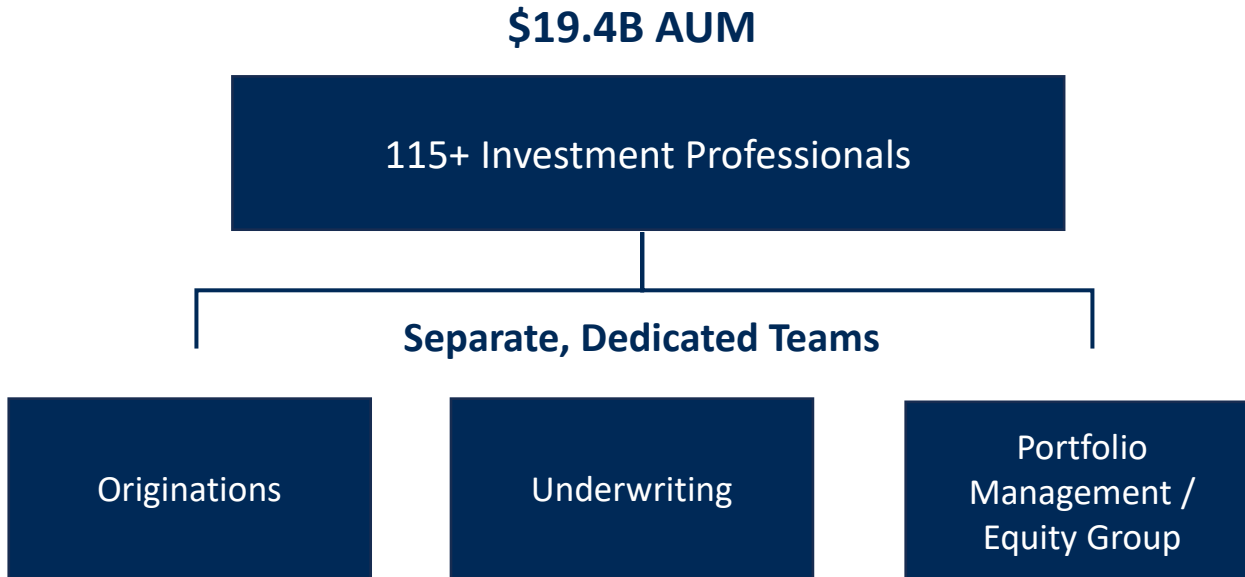 $19.4B AUM
115+ Investment Professionals
Separate, Dedicated Teams
Originations
Underwriting
Portfolio
Management /
Equity Group